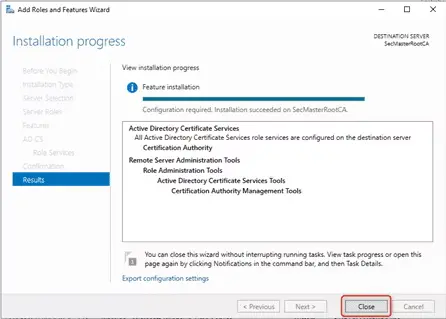 Add Roles and Features Wizard
Installation progress
DESTINATION SERVER
SecMasterRootCA
Before You Begin
Installation Type
Server Selection
Server Roles
Features
AD CS
Role Services
Confirmation
Results
View installation progress
Feature installation
Configuration required. Installation succeeded on SecMasterRootCA.
Active Directory Certificate Services
All Active Directory Certificate Services role services are configured on the destination server
Certification Authority
Remote Server Administration Tools
Role Administration Tools
Active Directory Certificate Services Tools
Certification Authority Management Tools
You can close this wizard without interrupting running tasks. View task progress or open this
page again by clicking Notifications in the command bar, and then Task Details.
Export configuration settings
< Previous
Next >
Close
Cancel